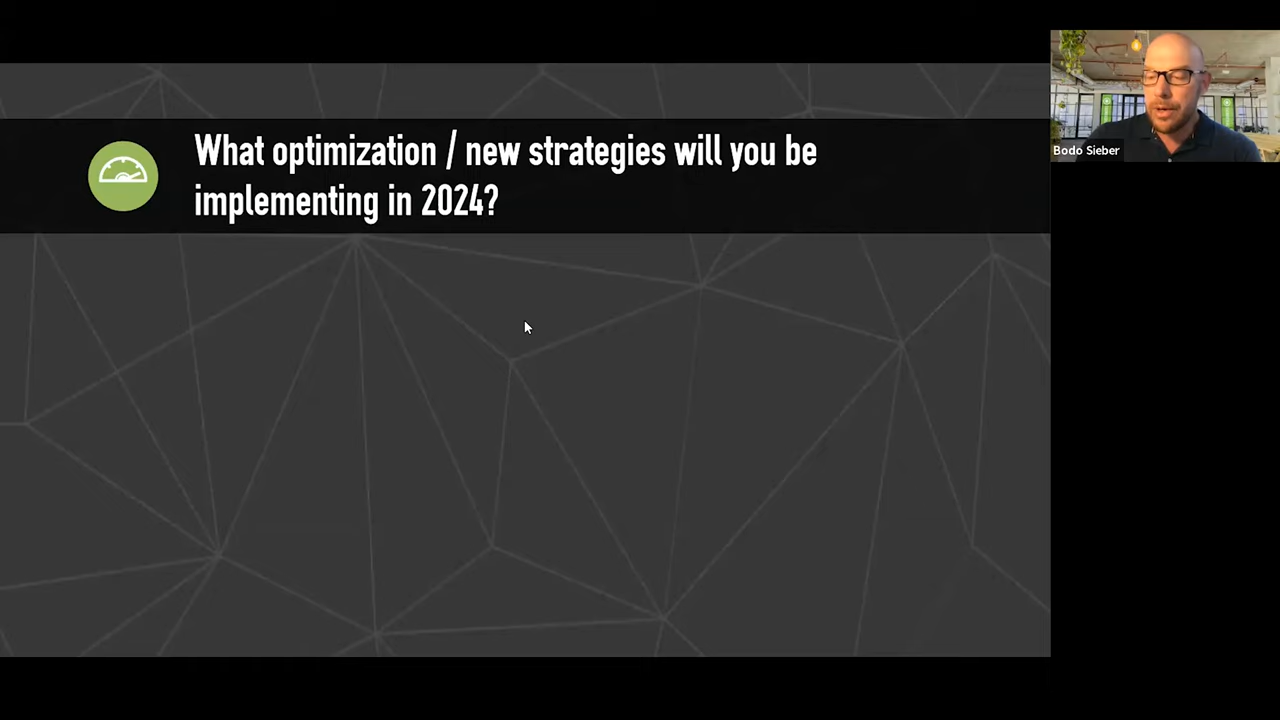 What optimization / new strategies will you be
implementing in 2024?
Bodo Sieber